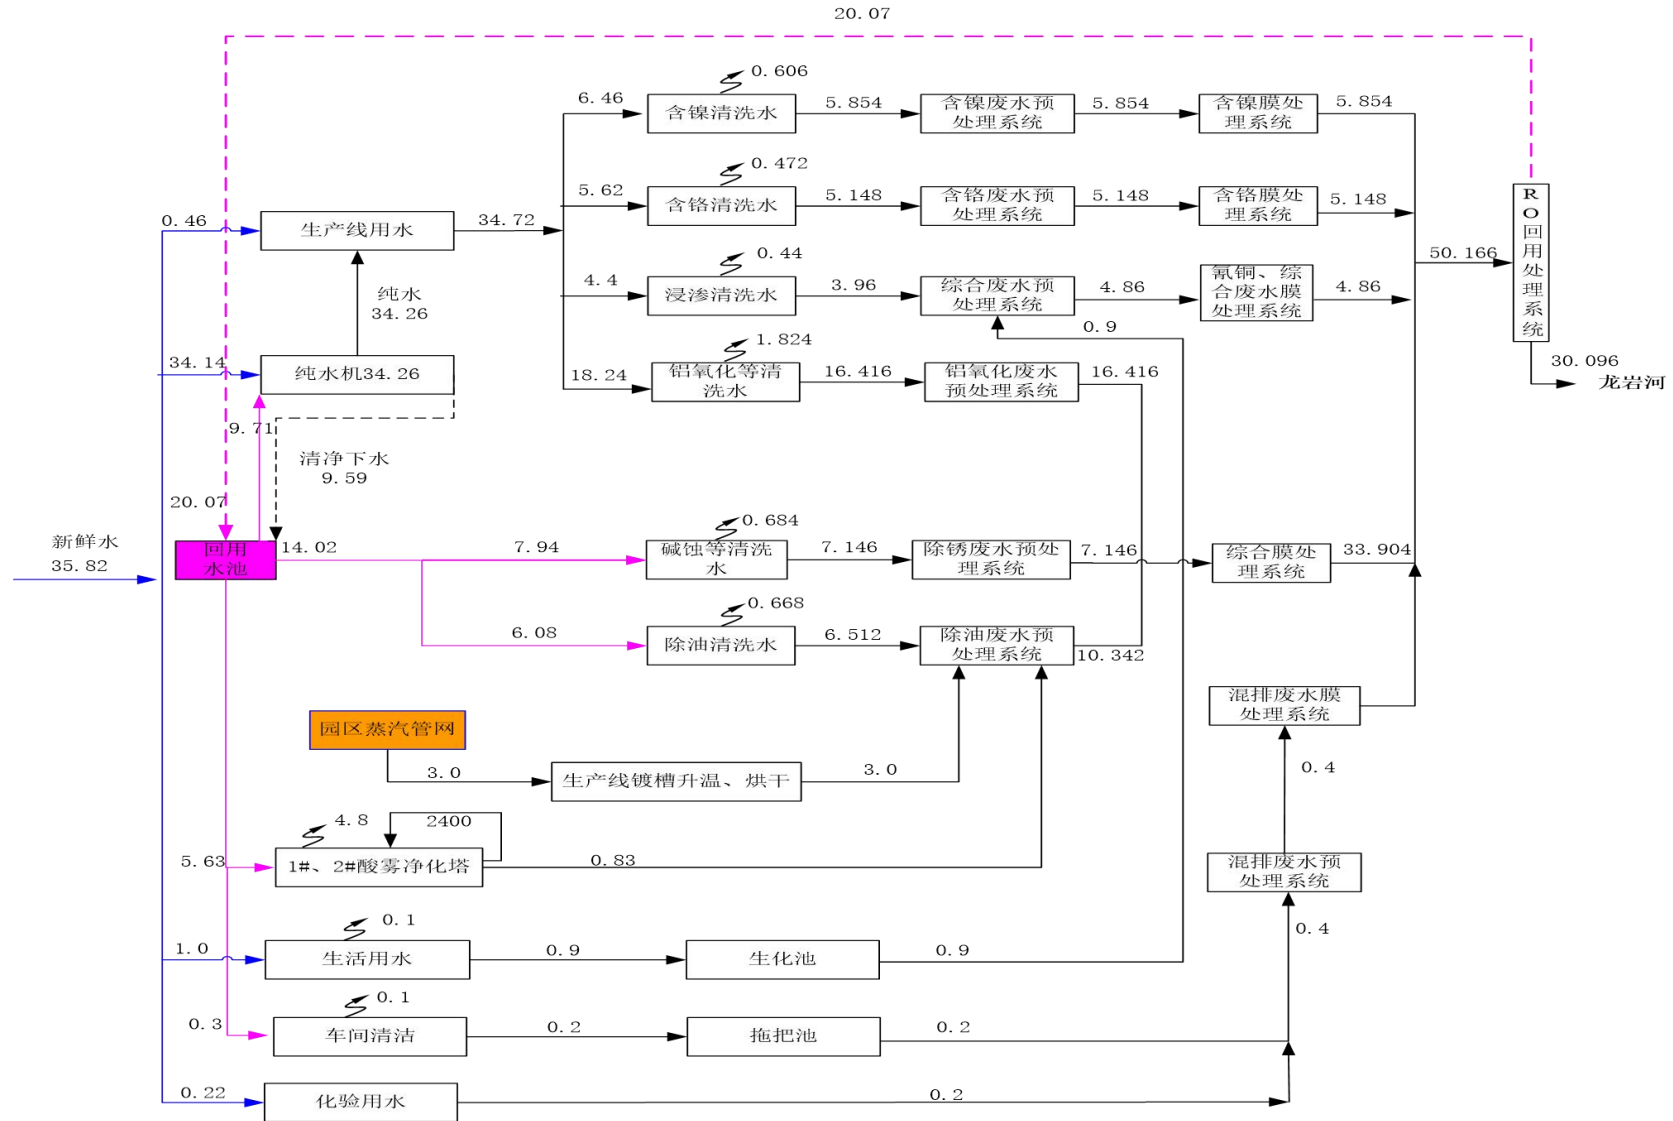 20.07
0.606
6.46
含镍清洗水
5.854
含镍废水预
处理系统
5.854
含镍膜处
理系统
5.854
0.472
5.62
含铬清洗水
5.148
含铬废水预
处理系统
5.148
含铬膜处
理系统
5.148
RO回用处理系统
0.46
生产线用水
34.72
0.44
4.4
浸渗清洗水
3.96
综合废水预
处理系统
4.86
氰铜、综
合废水膜
处理系统
4.86
50.166
纯水
34.26
0.9
1.824
34.14
纯水机34.26
18.24
铝氧化等清
洗水
16.416
铝氧化废水
预处理系统
16.416
30.096
龙岩河
9.71
清净下水
9.59
20.07
新鲜水
35.82
回用
水池
14.02
7.94
0.684
碱蚀等清洗
水
7.146
除锈废水预处
理系统
7.146
综合膜处
理系统
33.904
0.668
6.08
除油清洗水
6.512
除油废水预
处理系统
10.342
混排废水膜
处理系统
园区蒸汽管网
3.0
生产线镀槽升温、烘干
3.0
0.4
4.8
2400
5.63
1#、2#酸雾净化塔
0.83
混排废水预
处理系统
0.4
0.1
1.0
生活用水
0.9
生化池
0.9
0.1
0.3
车间清洁
0.2
拖把池
0.2
0.22
化验用水
0.2